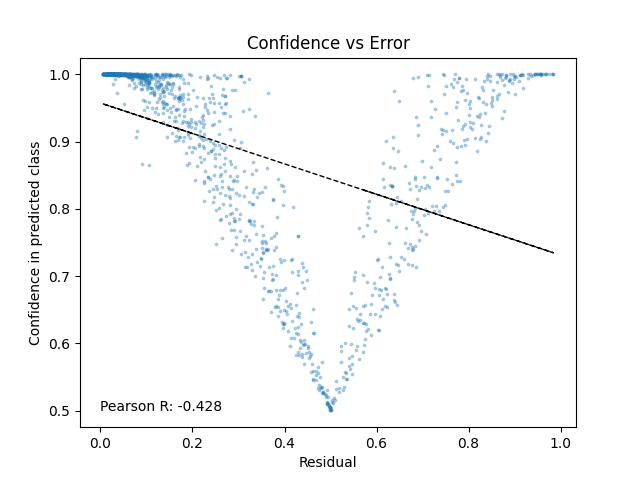 Confidence vs Error
Confidence in predicted class
1.0
0.9
0.8
0.7
0.6
0.5
Pearson R: -0.428
0.0 0.2 0.4 0.6 0.8 1.0
Residual